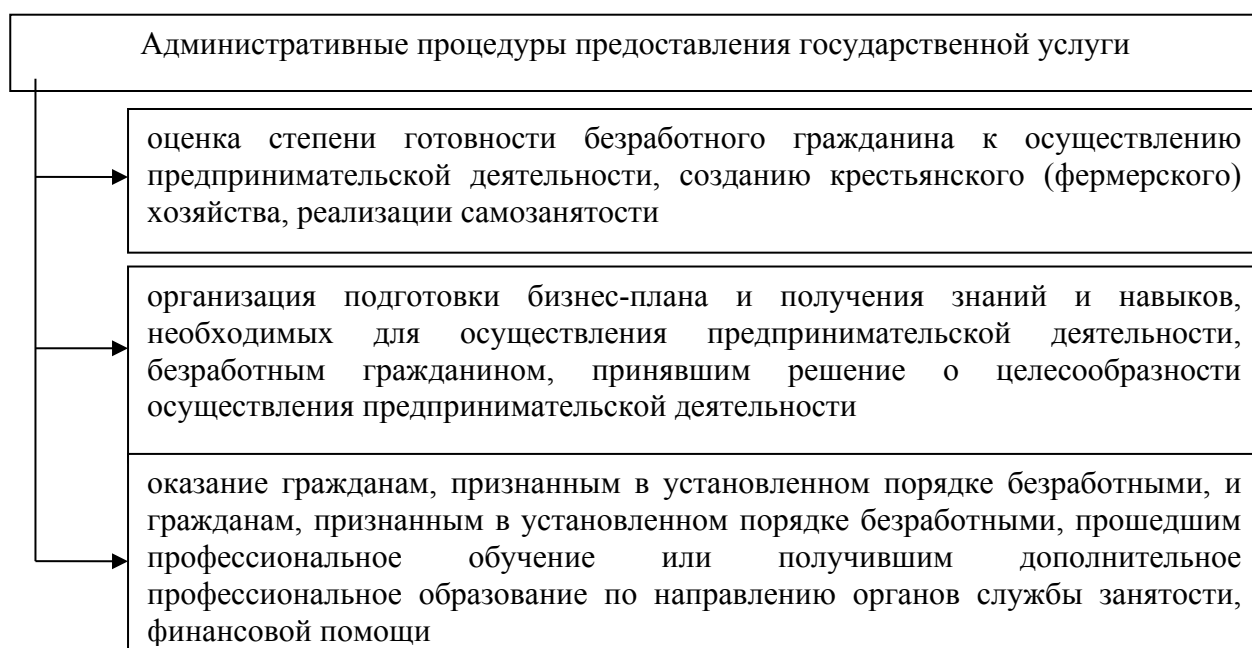 Административные процедуры предоставления государственной услуги
оценка степени готовности безработного гражданина к осуществлению
предпринимательской деятельности, созданию крестьянского (фермерского)
хозяйства, реализации самозанятости
организация подготовки бизнес-плана и получения знаний и навыков,
необходимых для осуществления предпринимательской деятельности,
безработным гражданином, принявшим решение о целесообразности
осуществления предпринимательской деятельности
оказание гражданам, признанным в установленном порядке безработными, и
гражданам, признанным в установленном порядке безработными, прошедшим
профессиональное обучение или получившим дополнительное
профессиональное образование по направлению органов службы занятости,
финансовой помощи